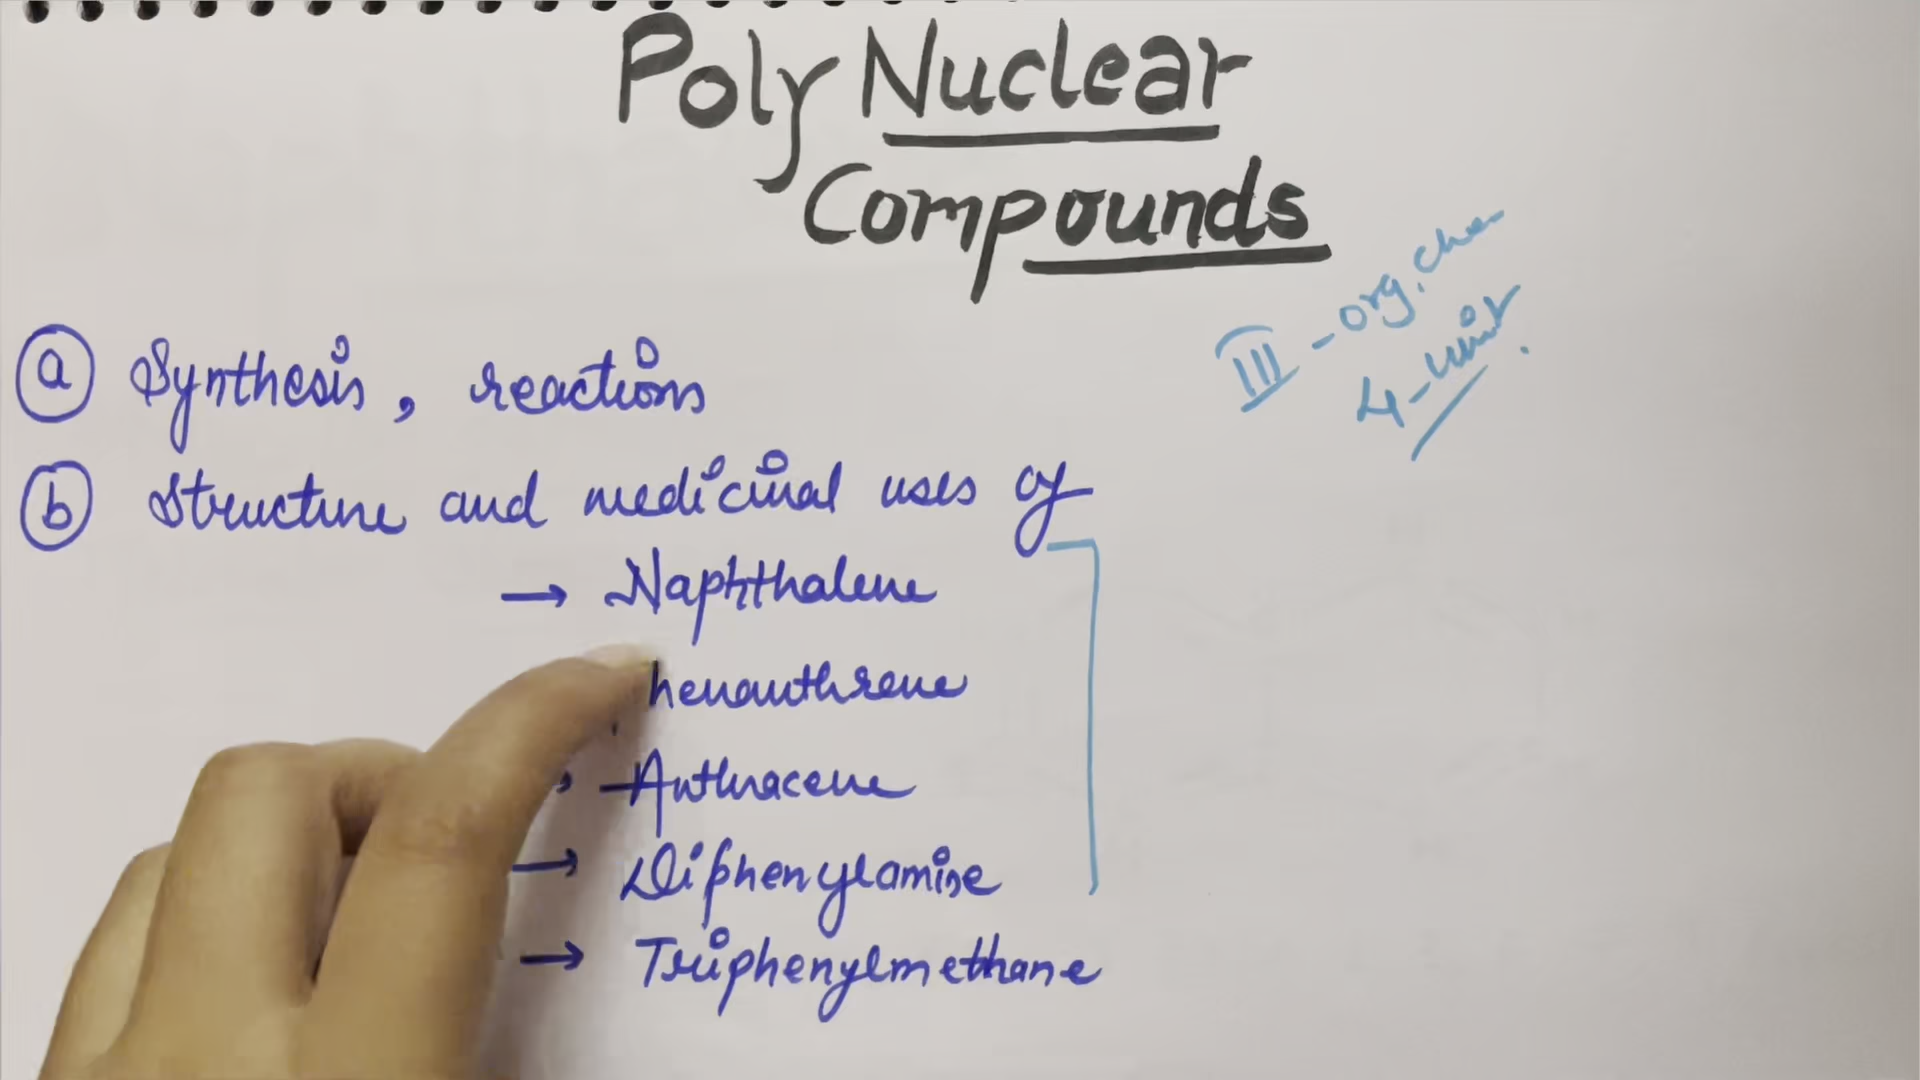 Poly Nuclear
Compounds
III - org. che
4-unit.
a Synthesis, reactions
b Structure and medicinal uses of
→ Naphthalene
henanthrene
→ Anthracene
→ Diphenylamine
→ Triphenylmethane